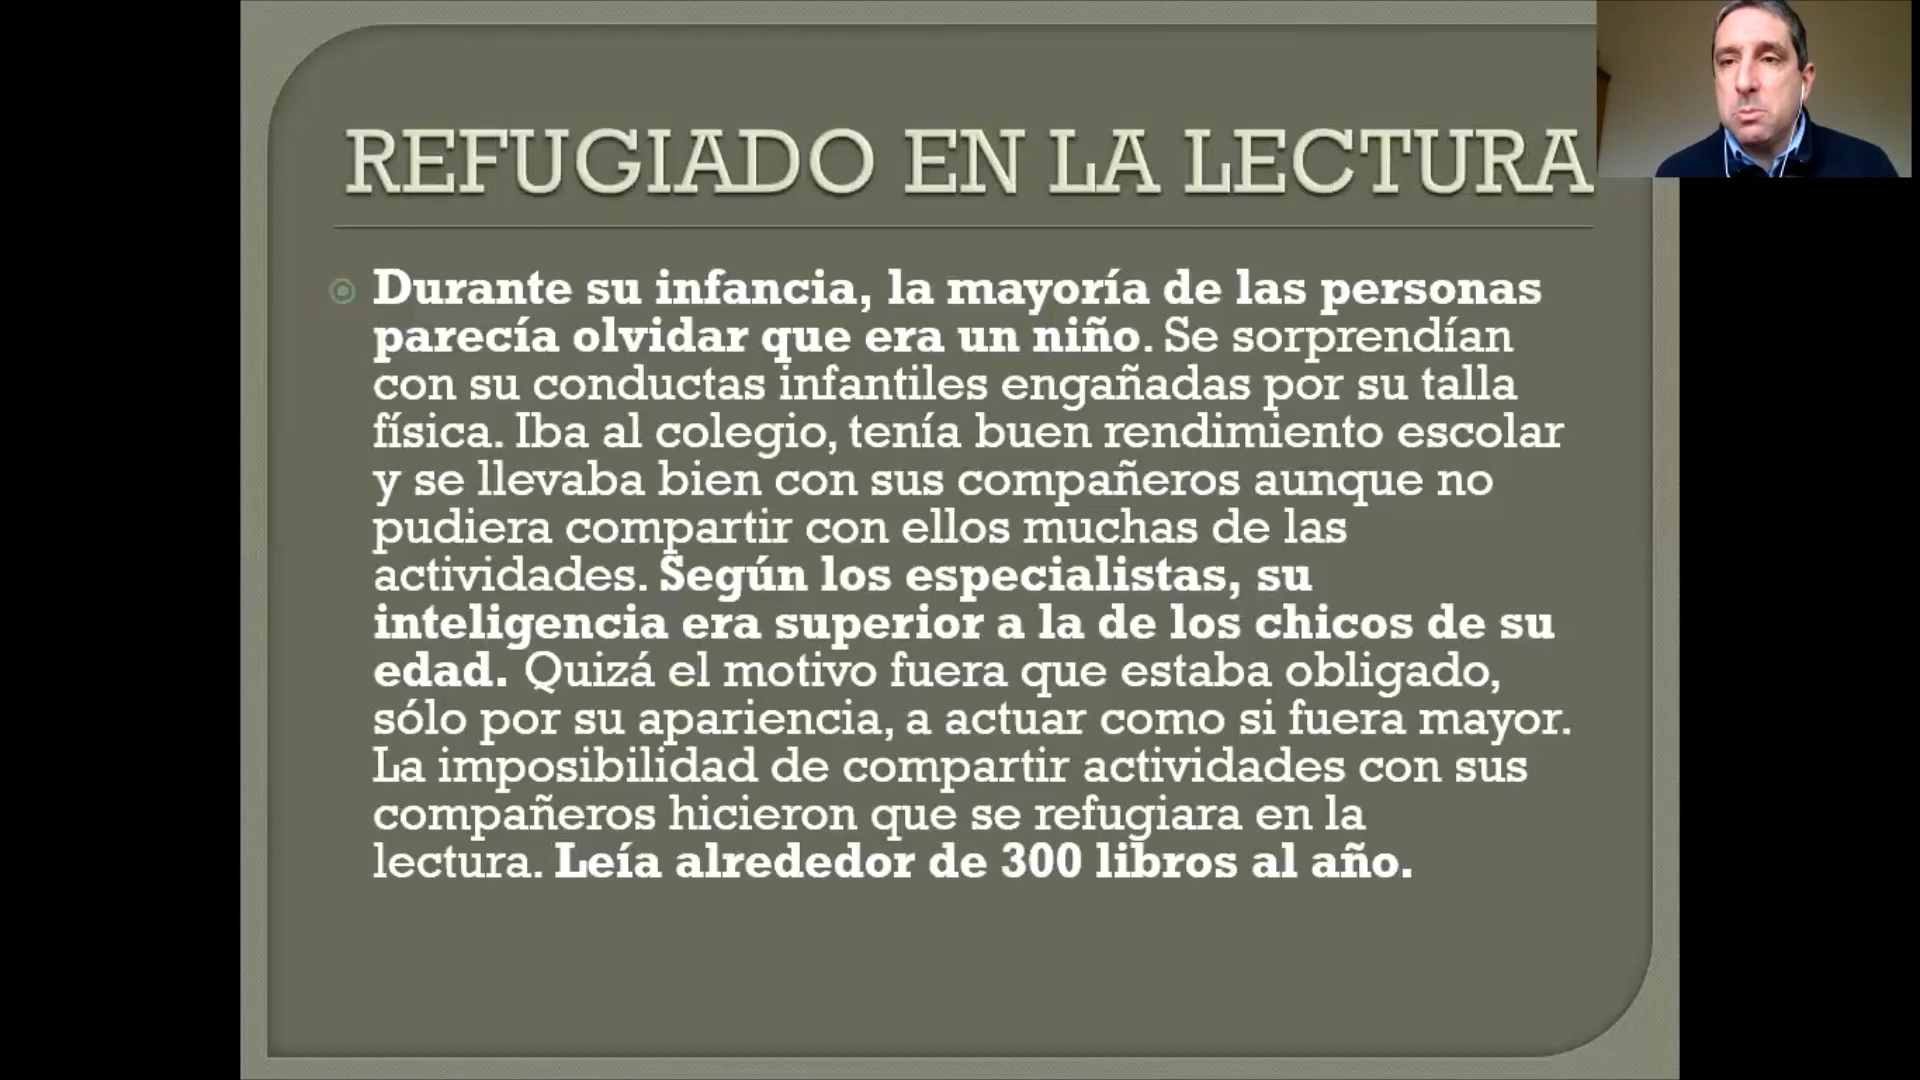 REFUGIADO EN LA LECTURA
Durante su infancia, la mayoría de las personas
parecía olvidar que era un niño. Se sorprendían
con su conductas infantiles engañadas por su talla
física. Iba al colegio, tenía buen rendimiento escolar
y se llevaba bien con sus compañeros aunque no
pudiera compartir con ellos muchas de las
actividades. Según los especialistas, su
inteligencia era superior a la de los chicos de su
edad. Quizá el motivo fuera que estaba obligado,
sólo por su apariencia, a actuar como si fuera mayor.
La imposibilidad de compartir actividades con sus
compañeros hicieron que se refugiara en la
lectura. Leía alrededor de 300 libros al año.